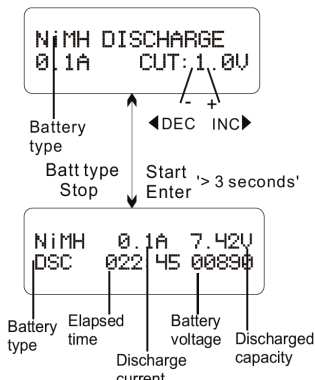 NiMH DISCHARGE
0.1A CUT:1.0V
- +
◀DEC INC▶
Battery
type
Batt type
Stop
Start
Enter
'> 3 seconds'
NiMH 0.1A 7.42V
DSC 022:45 00890
Battery
type
Elapsed
time
Discharge
current
Battery
voltage
Discharged
capacity